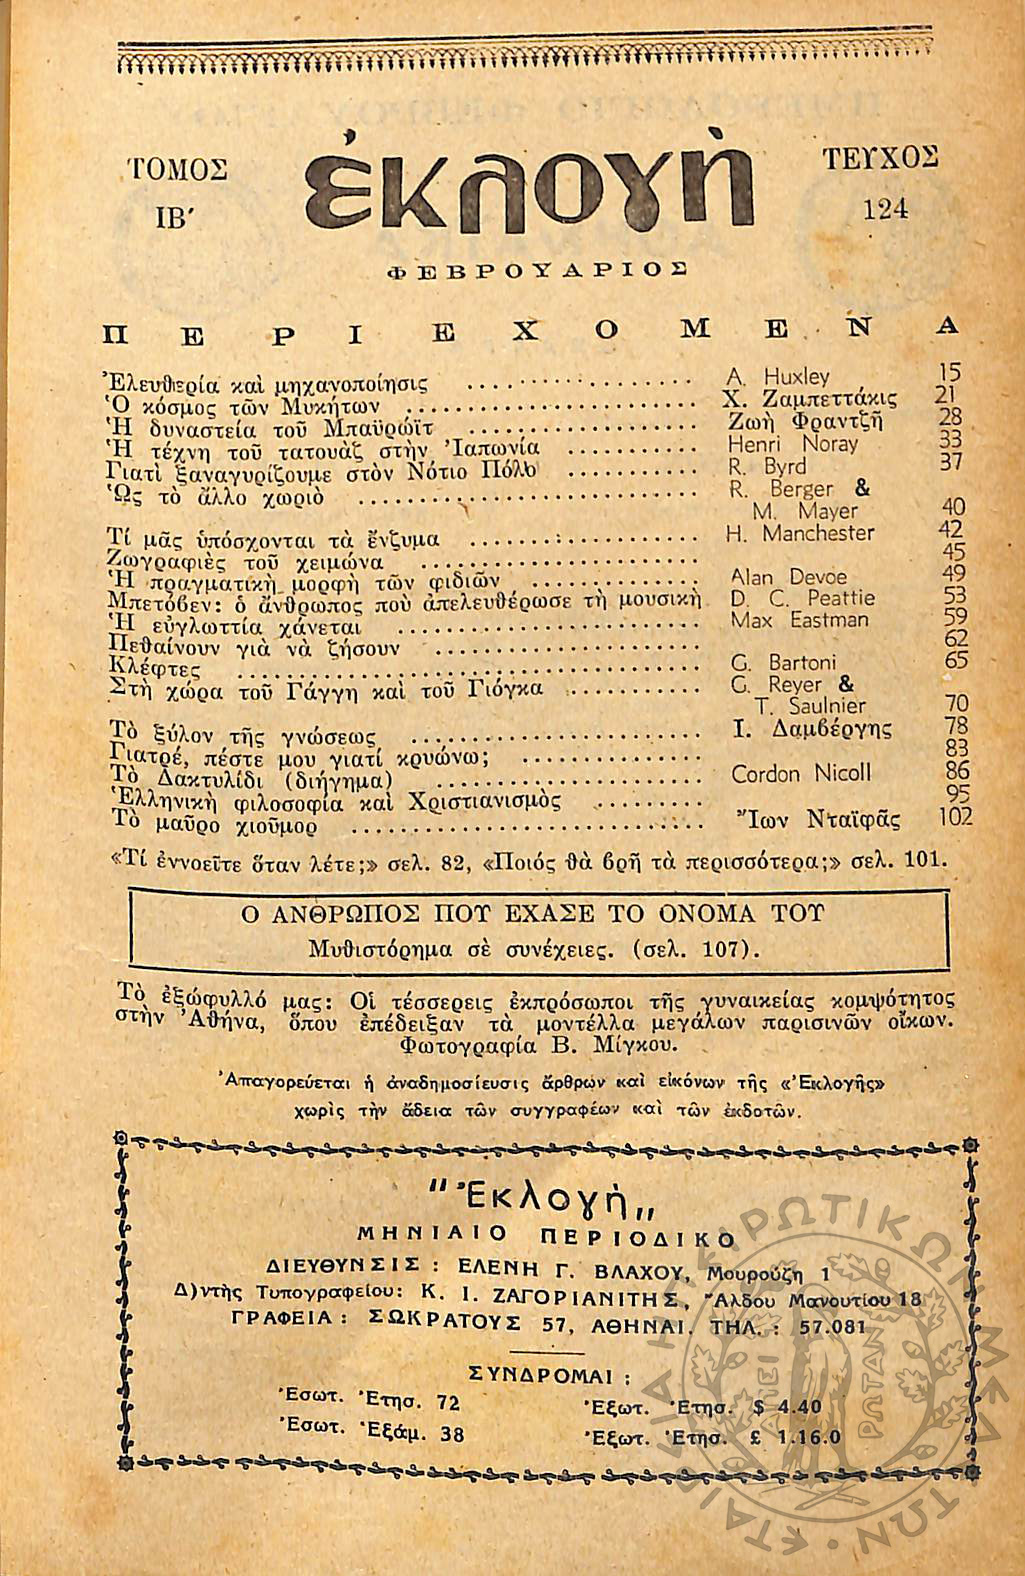 ΤΟΜΟΣ ΙΒ′
ἐκλογὴ
ΤΕΥΧΟΣ 124
ΦΕΒΡΟΥΑΡΙΟΣ
ΠΕΡΙΕΧΟΜΕΝΑ
Ἐλευθερία καὶ μηχανοποίησις .................... A. Huxley 15
Ὁ κόσμος τῶν Μυκήτων .................... Χ. Ζαμπεττάκις 21
Ἡ δυναστεία τοῦ Μπαϋρώϊτ .................... Ζωὴ Φραντζῆ 28
Ἡ τέχνη τοῦ τατουὰζ στὴν Ἰαπωνία ........... Henri Noray 33
Γιατὶ ξαναγυρίζουμε στὸν Νότιο Πόλο ........... R. Byrd 37
Ὡς τὸ ἄλλο χωριὸ .................... R. Berger &
M. Mayer 40
Τί μᾶς ὑπόσχονται τὰ ἔνζυμα .................... H. Manchester 42
Ζωγραφιὲς τοῦ χειμώνα .................... 45
Ἡ πραγματικὴ μορφὴ τῶν φιδιῶν .............. Alan Devoe 49
Μπετόβεν: ὁ ἄνθρωπος ποὺ ἀπελευθέρωσε τὴ μουσικὴ D. C. Peattie 53
Ἡ εὐγλωττία χάνεται .................... Max Eastman 59
Πεθαίνουν γιὰ νὰ ζήσουν .................... 62
Κλέφτες .................... G. Bartoni 65
Στὴ χώρα τοῦ Γάγγη καὶ τοῦ Γιόγκα ........... G. Reyer &
T. Saulnier 70
Τὸ ξύλον τῆς γνώσεως .................... Ι. Δαμβέργης 78
Γιατρέ, πέστε μου γιατί κρυώνω; ............... 83
Τὸ Δακτυλίδι (διήγημα) .................... Cordon Nicoll 86
Ἑλληνικὴ φιλοσοφία καὶ Χριστιανισμὸς ......... 95
Τὸ μαῦρο χιοῦμορ .................... Ἴων Νταϊφᾶς 102
«Τί ἐννοεῖτε ὅταν λέτε;» σελ. 82, «Ποιός θὰ βρῆ τὰ περισσότερα;» σελ. 101.
Ο ΑΝΘΡΩΠΟΣ ΠΟΥ ΕΧΑΣΕ ΤΟ ΟΝΟΜΑ ΤΟΥ
Μυθιστόρημα σὲ συνέχειες. (σελ. 107).
Τὸ ἐξώφυλλό μας: Οἱ τέσσερεις ἐκπρόσωποι τῆς γυναικείας κομψότητος
στὴν Ἀθήνα, ὅπου ἐπέδειξαν τὰ μοντέλλα μεγάλων παρισινῶν οἴκων.
Φωτογραφία Β. Μίγκου.
Ἀπαγορεύεται ἡ ἀναδημοσίευσις ἄρθρων καὶ εἰκόνων τῆς «Ἐκλογῆς»
χωρὶς τὴν ἄδεια τῶν συγγραφέων καὶ τῶν ἐκδοτῶν.
"Ἐκλογὴ„
ΜΗΝΙΑΙΟ ΠΕΡΙΟΔΙΚΟ
ΔΙΕΥΘΥΝΣΙΣ : ΕΛΕΝΗ Γ. ΒΛΑΧΟΥ, Μουρούζη 1
Δ)ντὴς Τυπογραφείου: Κ. Ι. ΖΑΓΟΡΙΑΝΙΤΗΣ, Ἄλδου Μανουτίου 18
ΓΡΑΦΕΙΑ : ΣΩΚΡΑΤΟΥΣ 57, ΑΘΗΝΑΙ. ΤΗΛ. : 57.081
ΣΥΝΔΡΟΜΑΙ :
Ἐσωτ. Ἐτησ. 72 Ἐξωτ. Ἐτησ. $ 4.40
Ἐσωτ. Ἑξάμ. 38 Ἐξωτ. Ἐτησ. £ 1.16.0
ΕΤΑΙΡΕΙΑ ΗΠΕΙΡΩΤΙΚΩΝ ΜΕΛΕΤΩΝ
ΑΠΕΙΡΩΤΑΝ